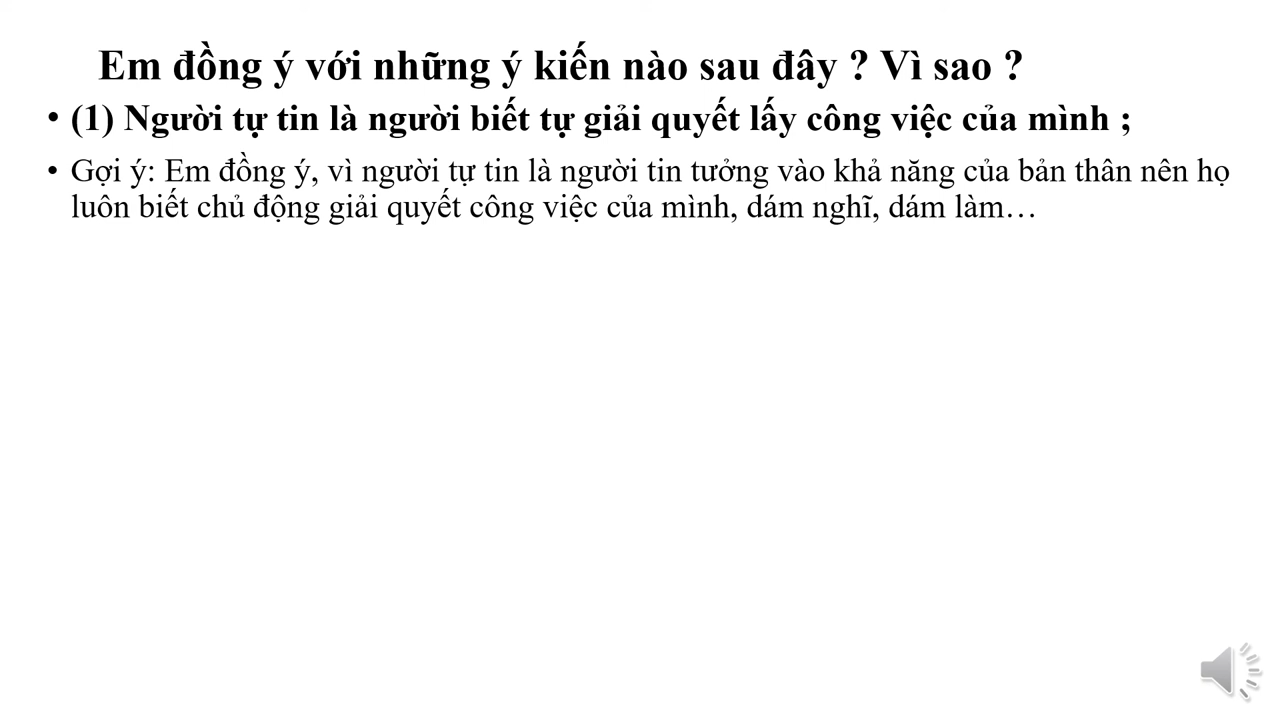 Em đồng ý với những ý kiến nào sau đây ? Vì sao ?
• (1) Người tự tin là người biết tự giải quyết lấy công việc của mình ;
• Gợi ý: Em đồng ý, vì người tự tin là người tin tưởng vào khả năng của bản thân nên họ
luôn biết chủ động giải quyết công việc của mình, dám nghĩ, dám làm…